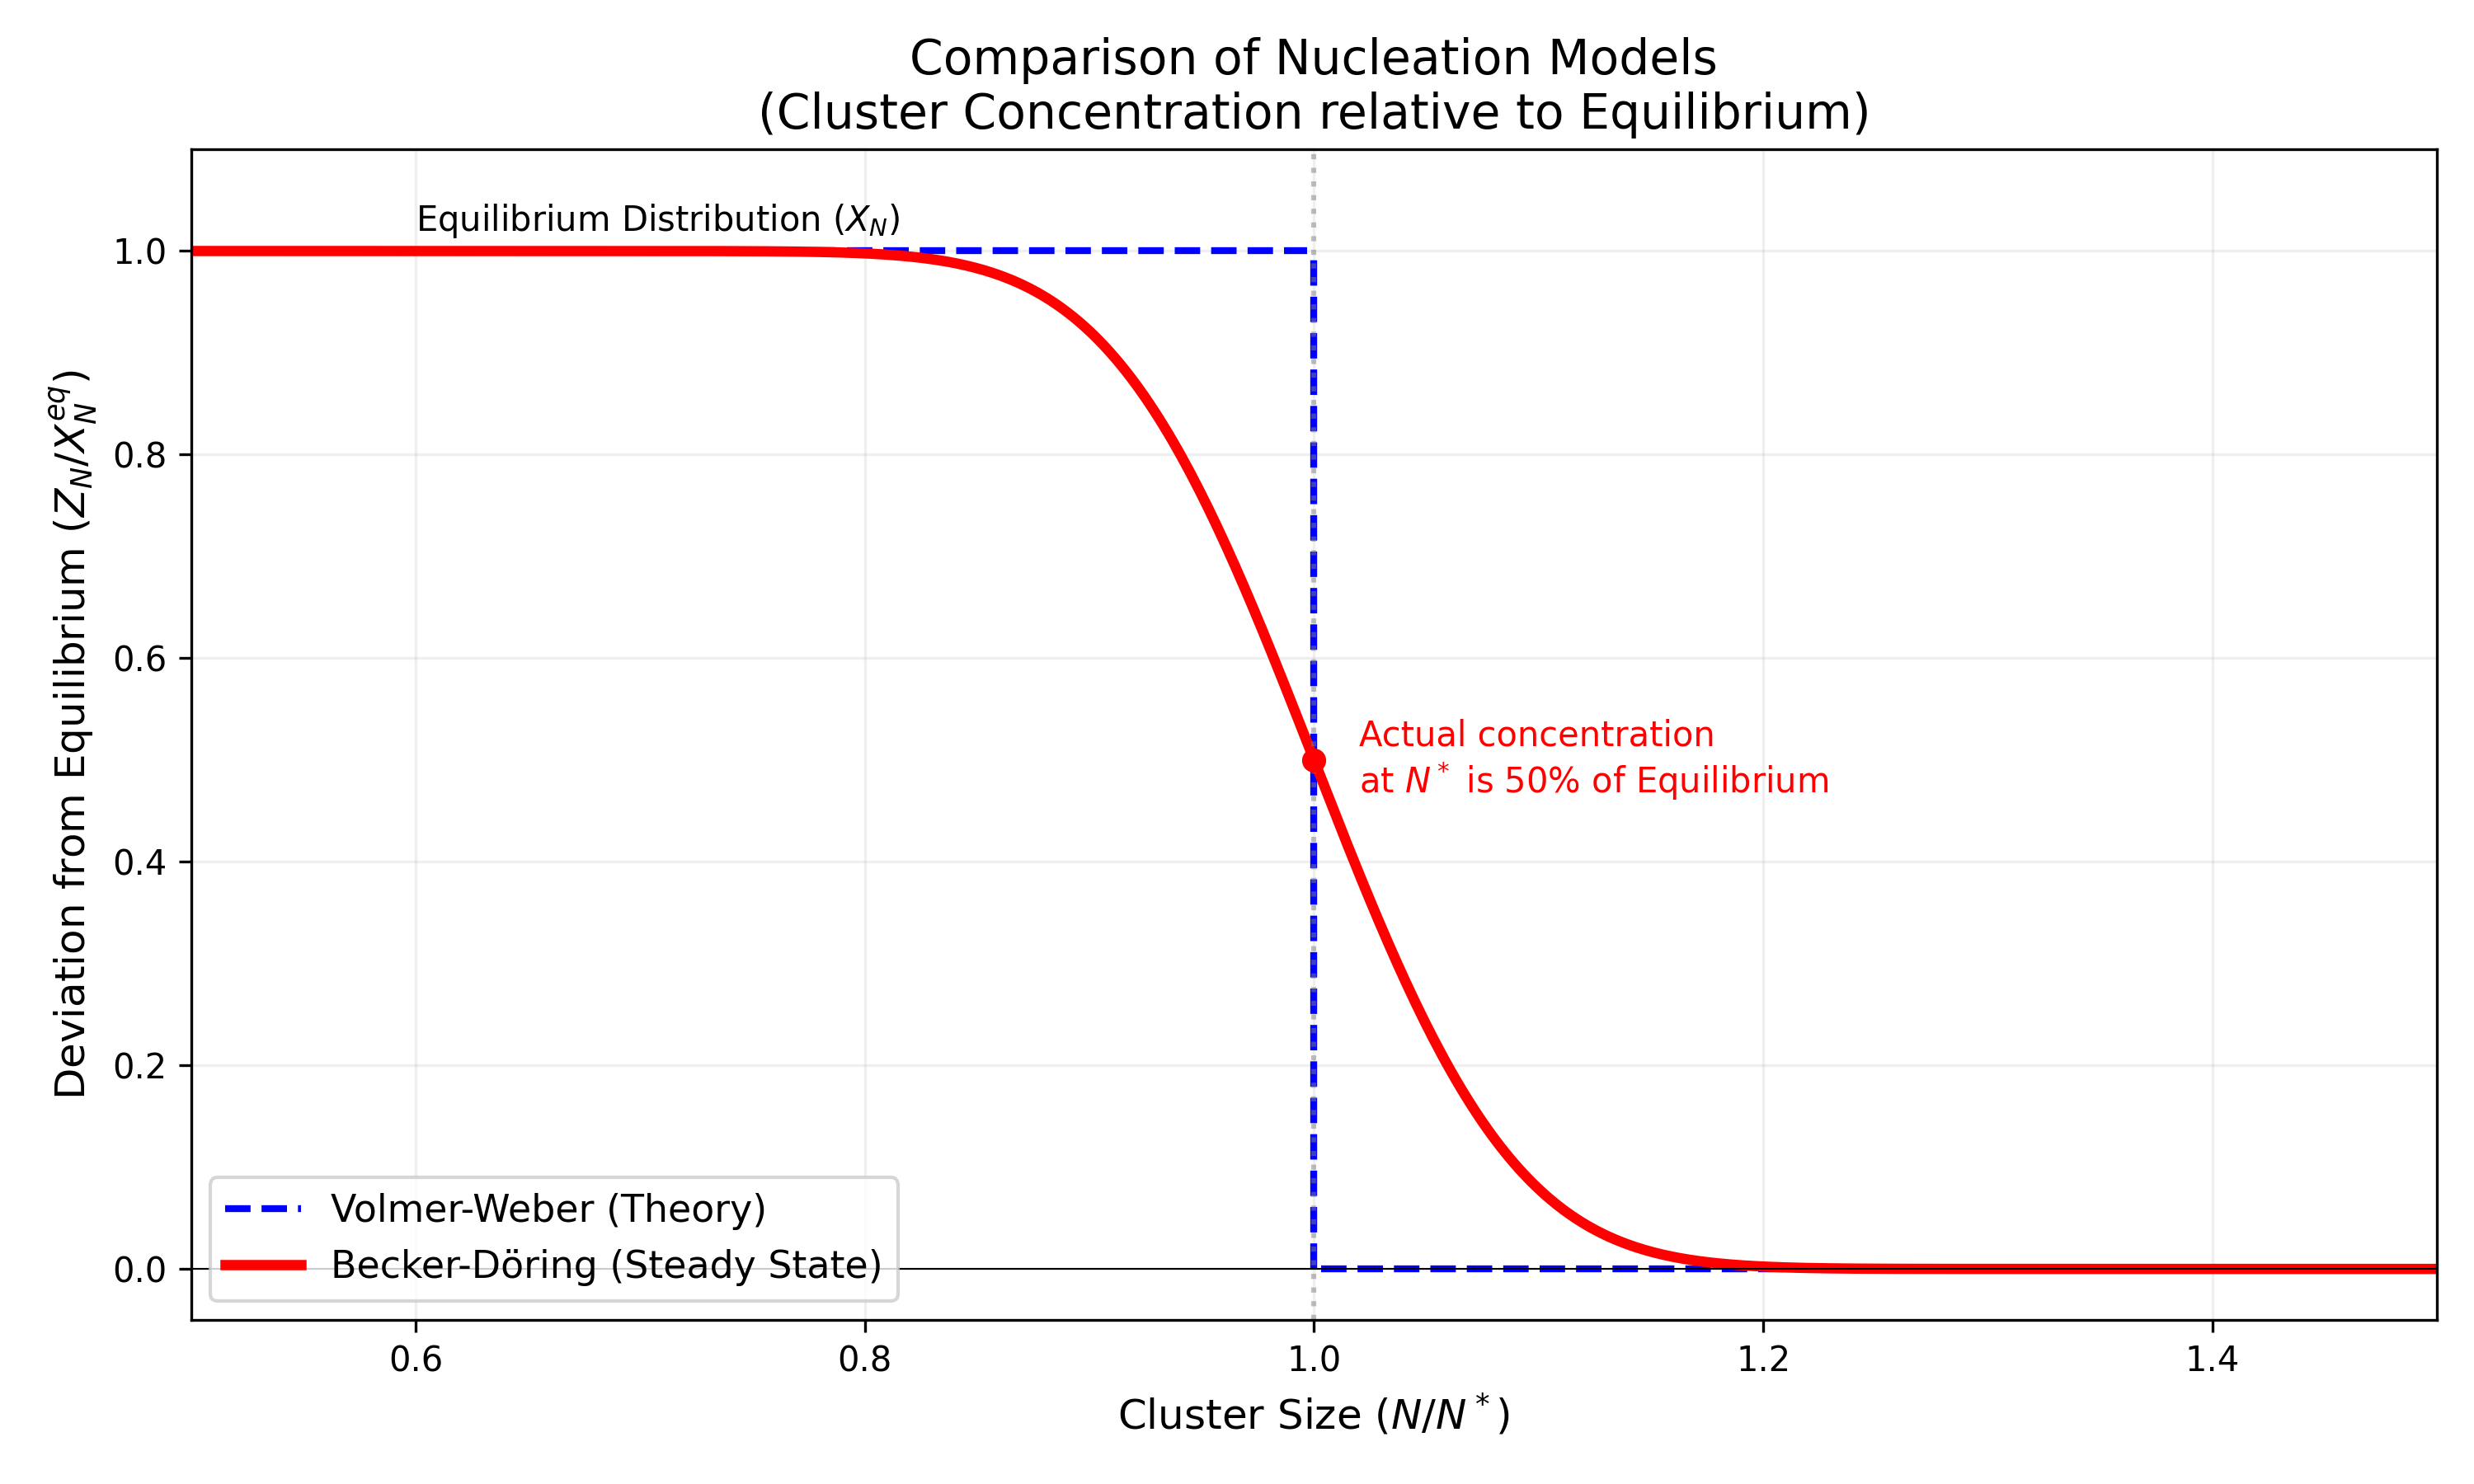 Comparison of Nucleation Models
(Cluster Concentration relative to Equilibrium)
Deviation from Equilibrium (Z_N/X_N^{eq})
1.0
0.8
0.6
0.4
0.2
0.0
Equilibrium Distribution (X_N)
Actual concentration
at N* is 50% of Equilibrium
Volmer-Weber (Theory)
Becker-Döring (Steady State)
0.6
0.8
1.0
1.2
1.4
Cluster Size (N/N*)